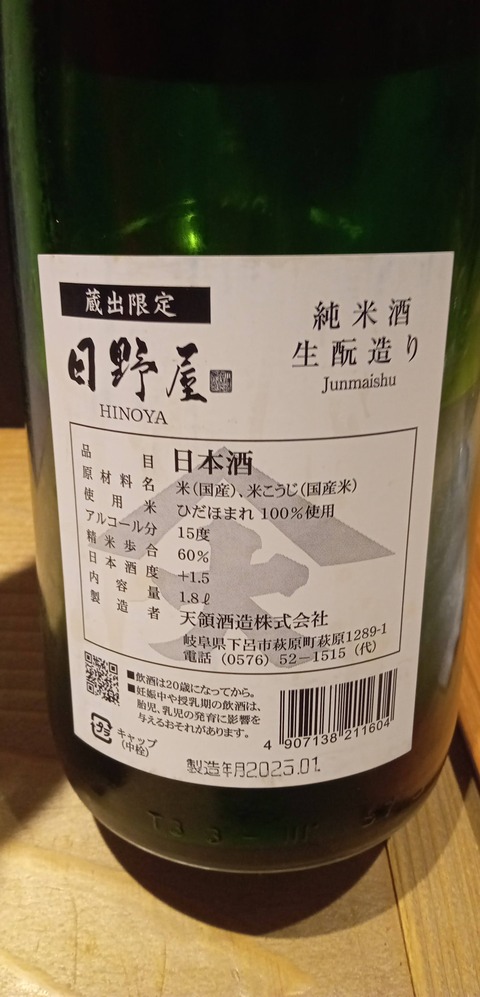 蔵出限定
日野屋
HINOYA
純米酒
生酛造り
Junmaishu
品目 日本酒
原材料名 米(国産)、米こうじ(国産米)
使用米 ひだほまれ 100%使用
アルコール分 15度
精米歩合 60%
日本酒度 +1.5
内容量 1.8ℓ
製造者 天領酒造株式会社
岐阜県下呂市萩原町萩原1289-1
電話 (0576) 52-1515 (代)
■飲酒は20歳になってから。
■妊娠中や授乳期の飲酒は、
胎児、乳児の発育に影響を
与えるおそれがあります。
キャップ
(中栓)
4 907138 211604
製造年月2025.01.